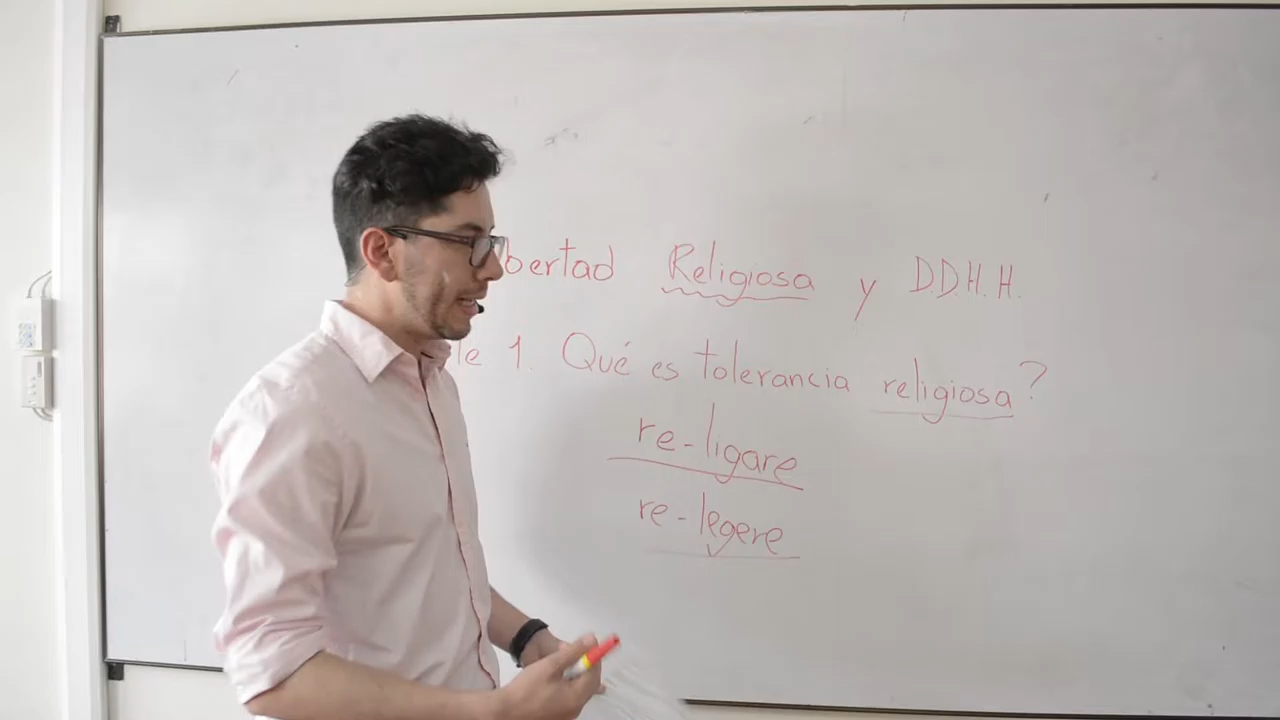 bertad Religiosa y D.D.H.H.
le 1. Qué es tolerancia religiosa?
re-ligare
re-legere